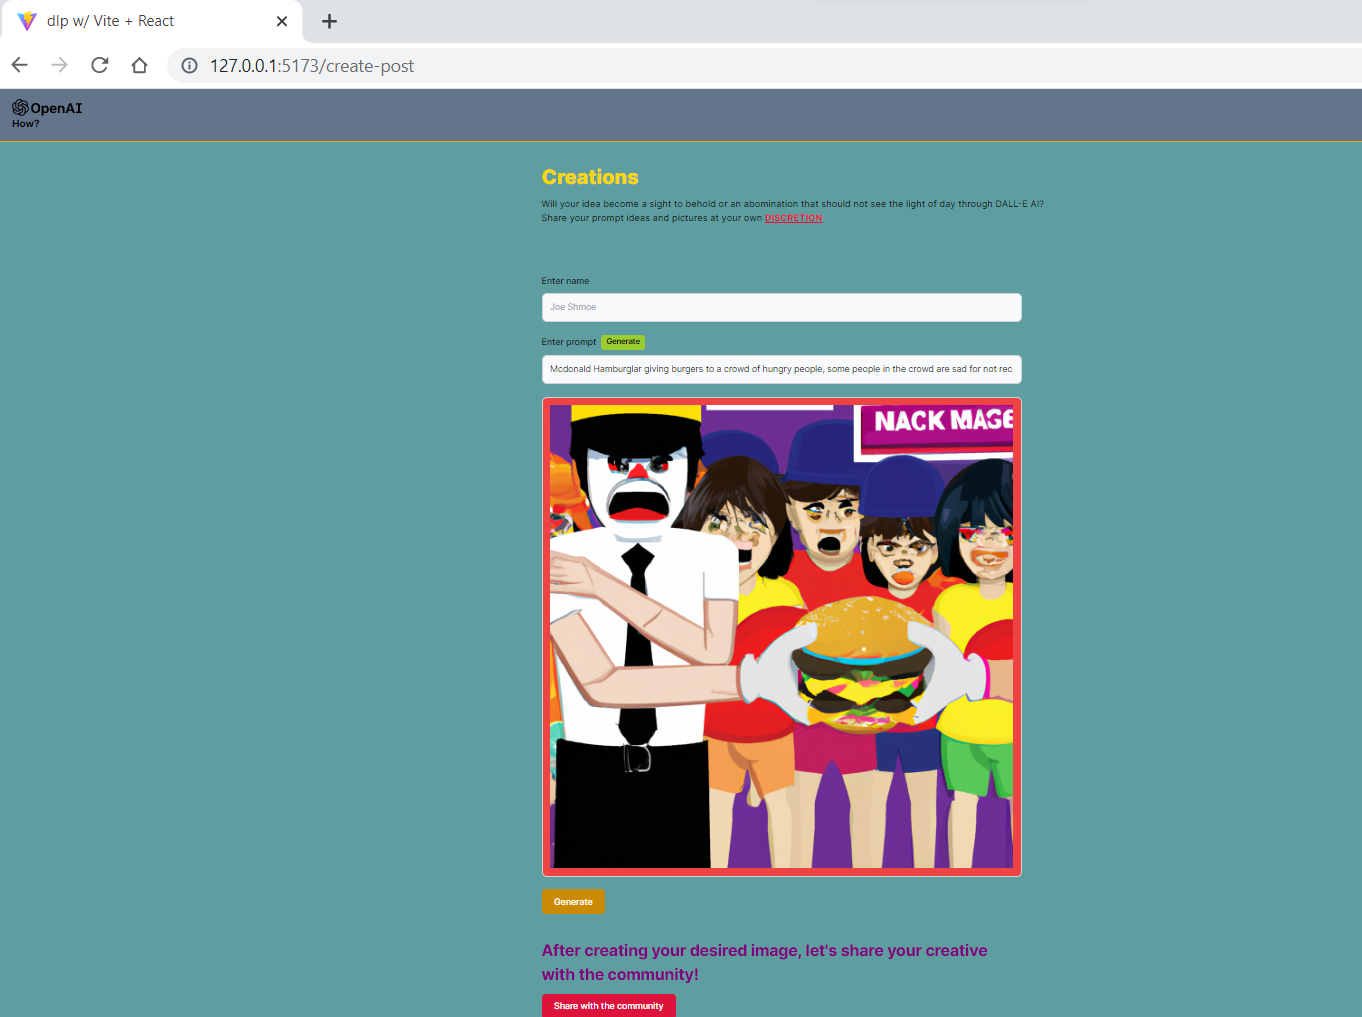 dlp w/ Vite + React
127.0.0.1:5173/create-post
OpenAI
How?
Creations
Will your idea become a sight to behold or an abomination that should not see the light of day through DALL-E AI?
Share your prompt ideas and pictures at your own DISCRETION
Enter name
Joe Shmoe
Enter prompt Generate
Mcdonald Hamburglar giving burgers to a crowd of hungry people, some people in the crowd are sad for not rec
NACK MAGE
Generate
After creating your desired image, let's share your creative
with the community!
Share with the community